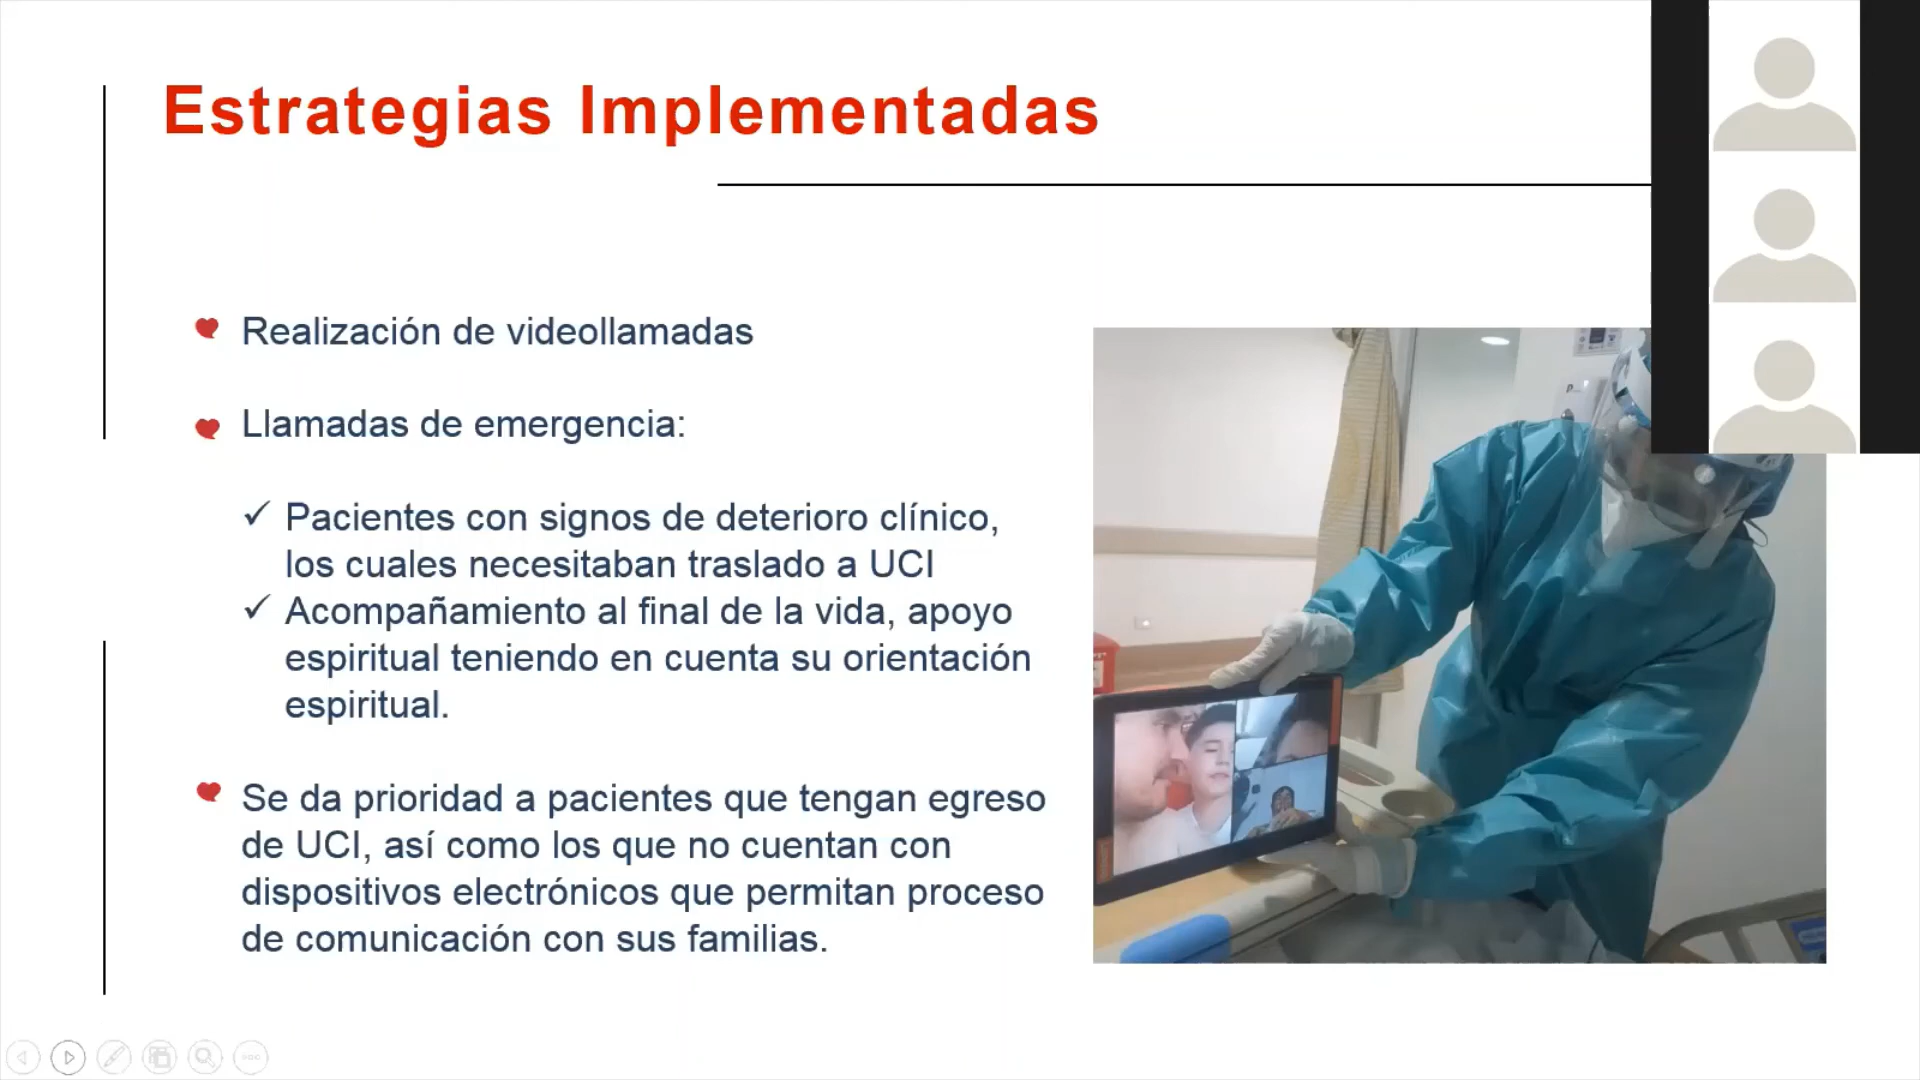 Estrategias Implementadas
Realización de videollamadas
Llamadas de emergencia:
Pacientes con signos de deterioro clínico,
los cuales necesitaban traslado a UCI
Acompañamiento al final de la vida, apoyo
espiritual teniendo en cuenta su orientación
espiritual.
Se da prioridad a pacientes que tengan egreso
de UCI, así como los que no cuentan con
dispositivos electrónicos que permitan proceso
de comunicación con sus familias.